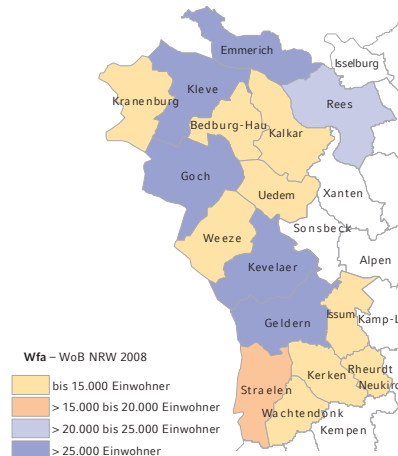 Emmerich
Isselburg
Kleve
Kranenburg
Rees
Bedburg-Hau
Kalkar
Goch
Uedem
Xanten
Sonsbeck
Weeze
Alpen
Kevelaer
Issum
Kamp-L
Geldern
Wfa – WoB NRW 2008
Rheurdt
Kerken
Neukir
bis 15.000 Einwohner
Straelen
> 15.000 bis 20.000 Einwohner
Wachtendonk
> 20.000 bis 25.000 Einwohner
Kempen
> 25.000 Einwohner